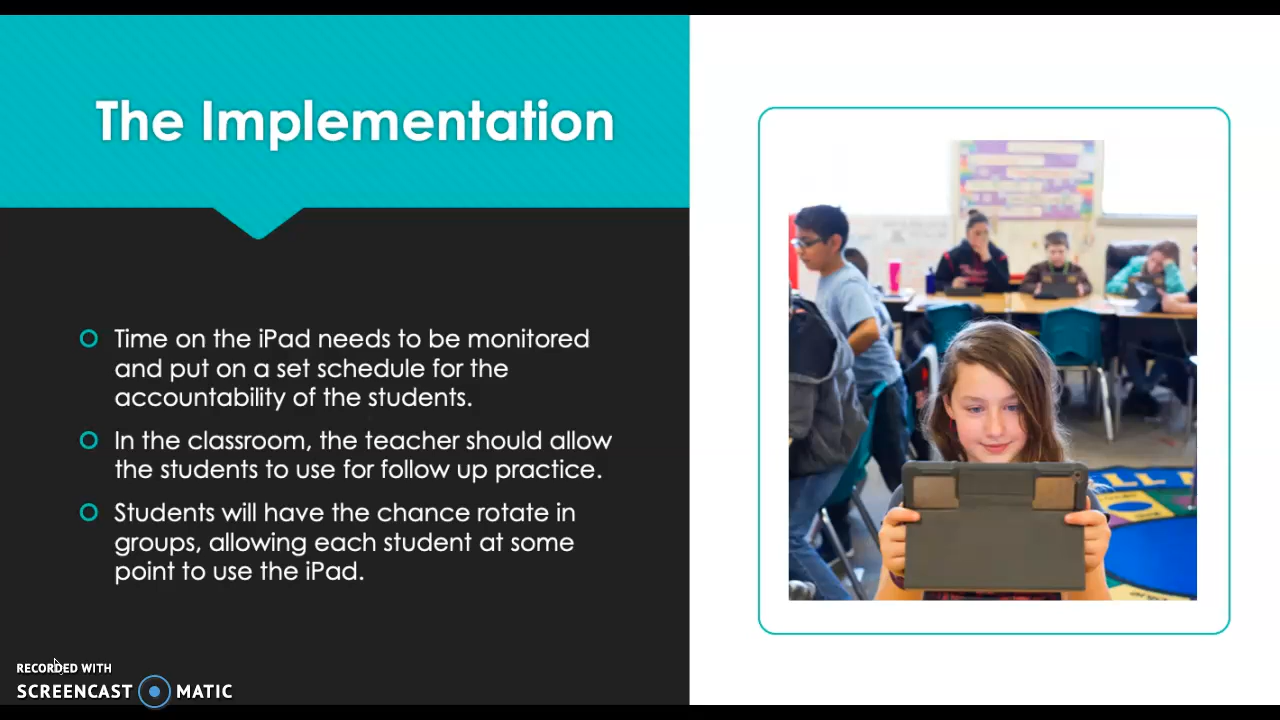 The Implementation
Time on the iPad needs to be monitored
and put on a set schedule for the
accountability of the students.
In the classroom, the teacher should allow
the students to use for follow up practice.
Students will have the chance rotate in
groups, allowing each student at some
point to use the iPad.
RECORDED WITH
SCREENCAST MATIC